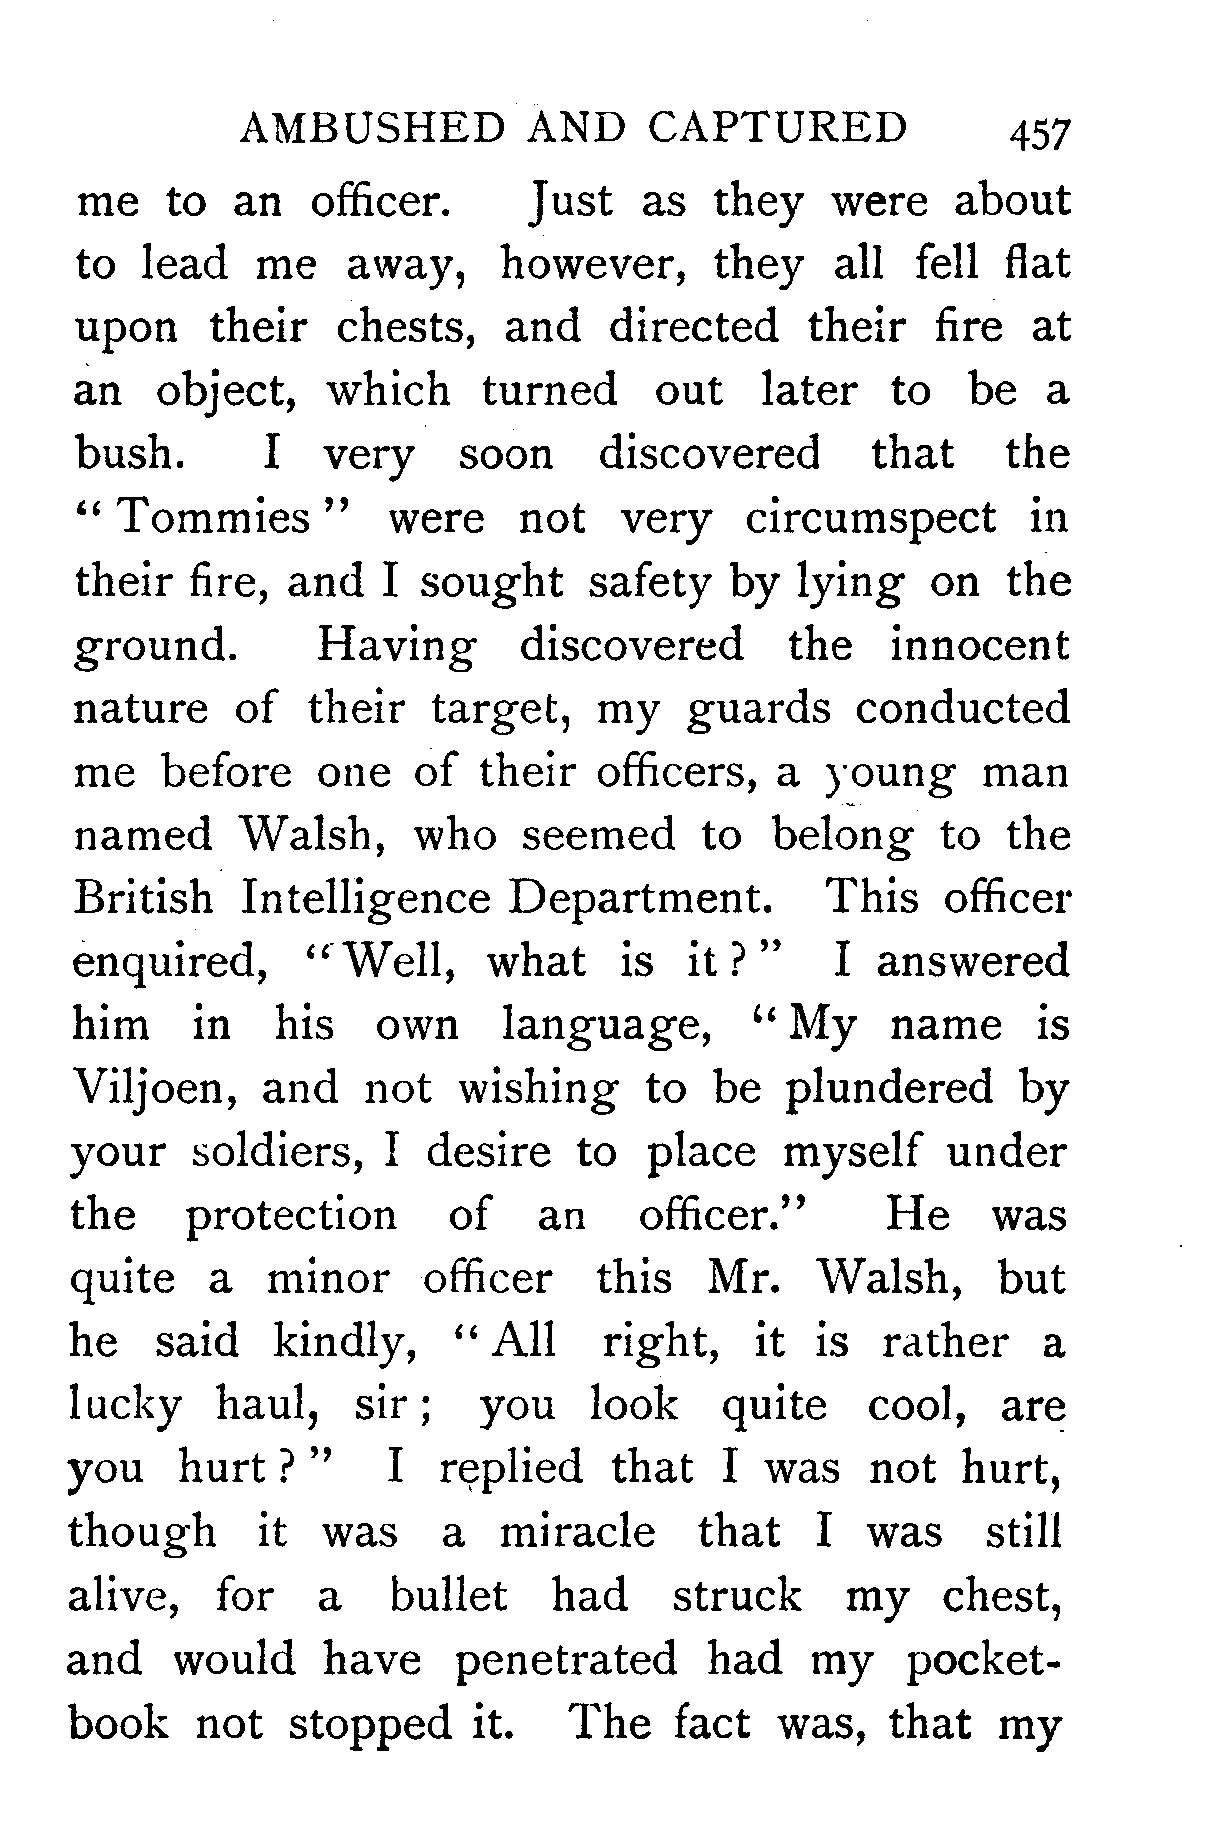 AMBUSHED AND CAPTURED 457
me to an officer. Just as they were about
to lead me away, however, they all fell flat
upon their chests, and directed their fire at
an object, which turned out later to be a
bush. I very soon discovered that the
“ Tommies ” were not very circumspect in
their fire, and I sought safety by lying on the
ground. Having discovered the innocent
nature of their target, my guards conducted
me before one of their officers, a young man
named Walsh, who seemed to belong to the
British Intelligence Department. This officer
enquired, “Well, what is it ? ” I answered
him in his own language, “ My name is
Viljoen, and not wishing to be plundered by
your soldiers, I desire to place myself under
the protection of an officer.” He was
quite a minor officer this Mr. Walsh, but
he said kindly, “ All right, it is rather a
lucky haul, sir ; you look quite cool, are
you hurt ? ” I replied that I was not hurt,
though it was a miracle that I was still
alive, for a bullet had struck my chest,
and would have penetrated had my pocket-
book not stopped it. The fact was, that my